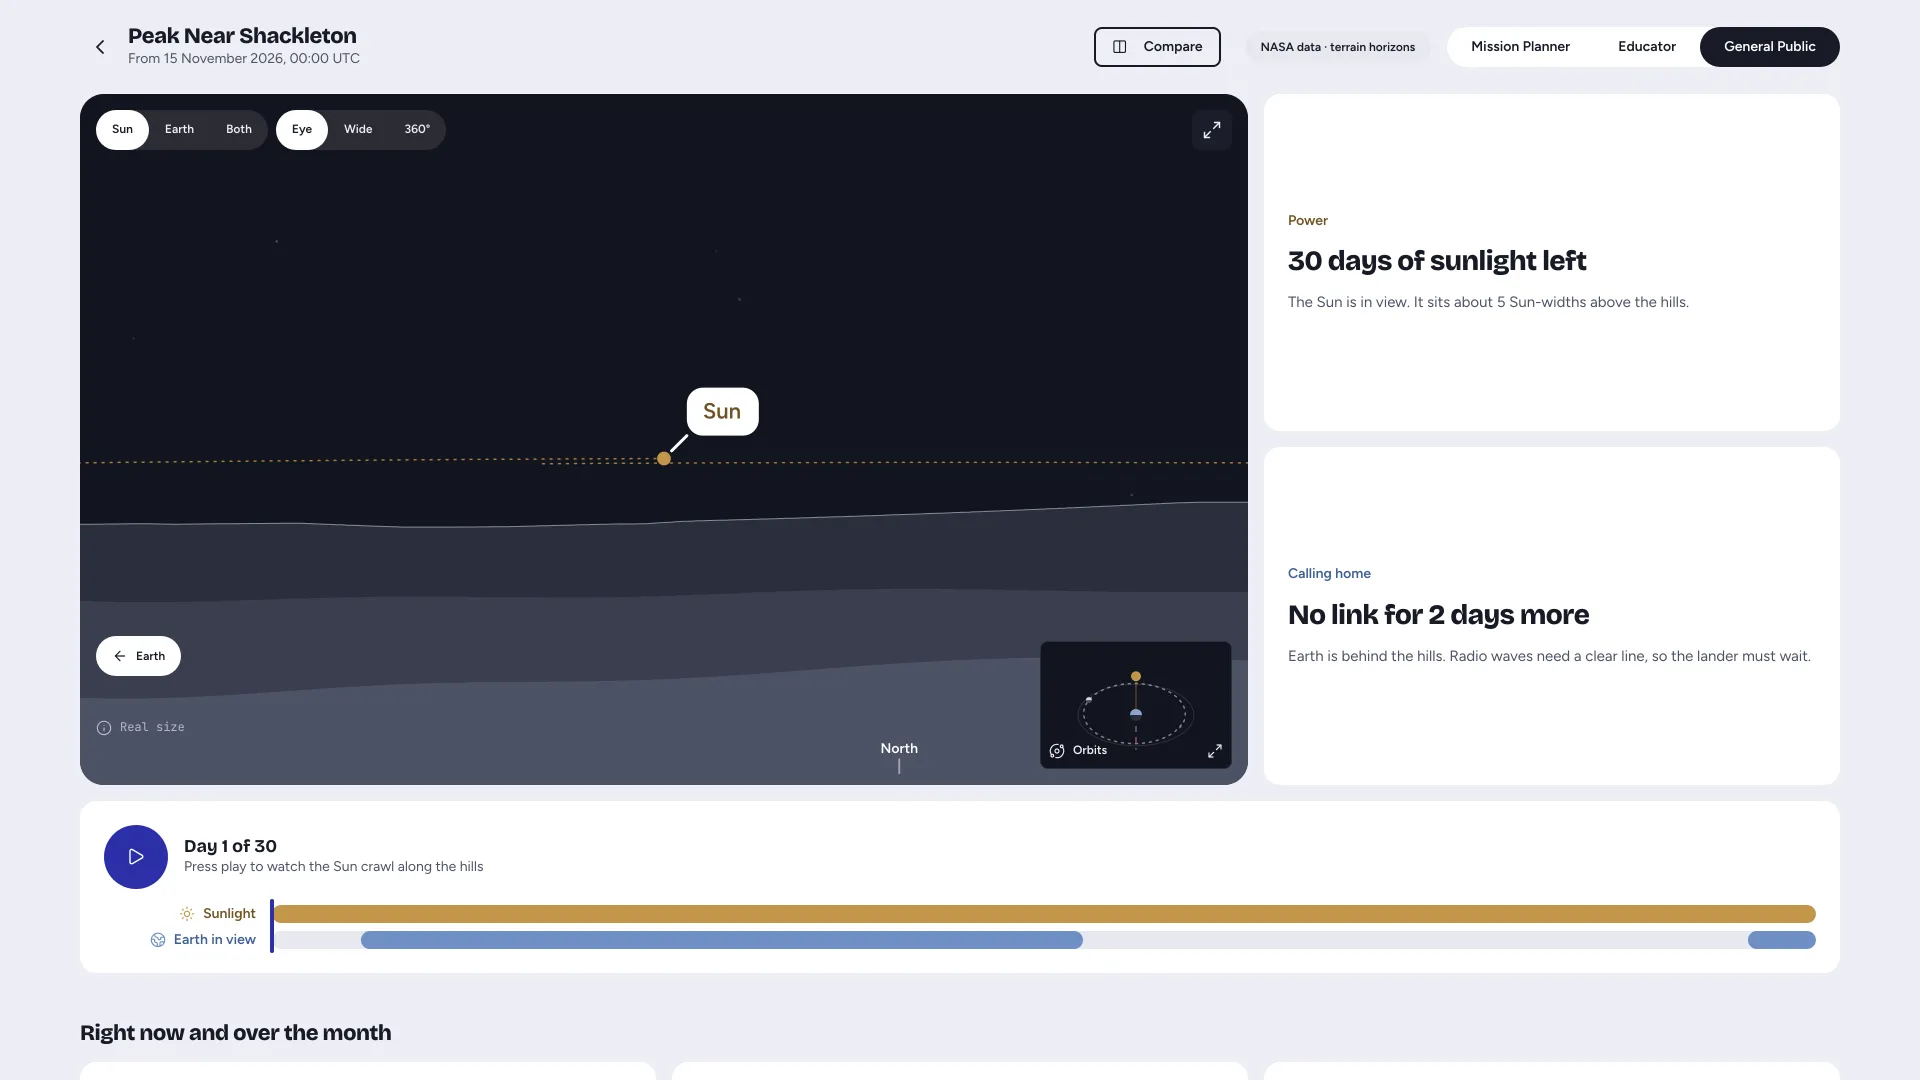 Peak Near Shackleton
From 15 November 2026, 00:00 UTC
Compare
NASA data · terrain horizons
Mission Planner
Educator
General Public
Sun
Earth
Both
Eye
Wide
360°
Sun
Earth
Real size
North
Orbits
Power
30 days of sunlight left
The Sun is in view. It sits about 5 Sun-widths above the hills.
Calling home
No link for 2 days more
Earth is behind the hills. Radio waves need a clear line, so the lander must wait.
Day 1 of 30
Press play to watch the Sun crawl along the hills
Sunlight
Earth in view
Right now and over the month